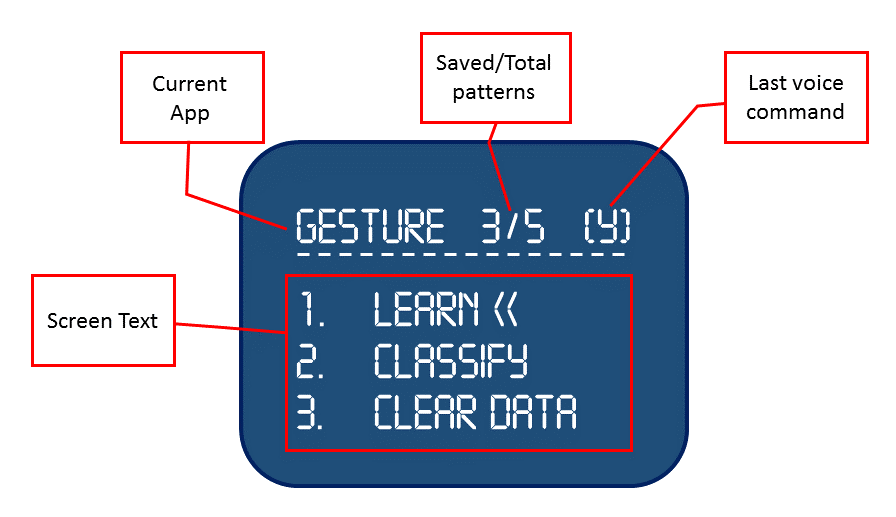 Current
App
Saved/Total
patterns
Last voice
command
GESTURE 3/5 (Y)
Screen Text
1. LEARN <<
2. CLASSIFY
3. CLEAR DATA